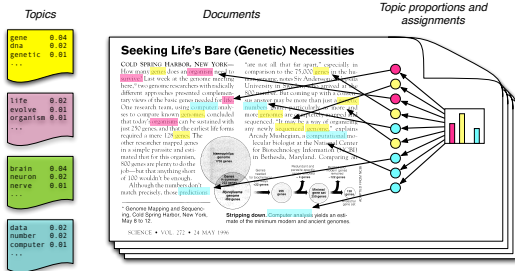 Topics
Documents
Topic proportions and
assignments
gene 0.04
dna 0.02
genetic 0.01
...
life 0.02
evolve 0.01
organism 0.01
...
brain 0.04
neuron 0.02
nerve 0.01
...
data 0.02
number 0.02
computer 0.01
...
Seeking Life's Bare (Genetic) Necessities
COLD SPRING HARBOR, NEW YORK—
How many genes does an organism need to
survive? Last week at the genome meeting
here,* two genome researchers with radically
different approaches presented complemen-
tary views of the basic genes needed for life.
One research team, using computer analy-
ses to compare known genomes, concluded
that today's organisms can be sustained with
just 250 genes, and that the earliest life forms
required a mere 128 genes. The
other researcher mapped genes
in a simple parasite and esti-
mated that for this organism,
800 genes are plenty to do the
job—but that anything short
of 100 wouldn't be enough.
Although the numbers don't
match precisely, those predictions
* Genome Mapping and Sequenc-
ing, Cold Spring Harbor, New York,
May 8 to 12.
"are not all that far apart," especially in
comparison to the 75,000 genes in the hu-
man genome, notes Siv Andersson of Uppsala
University in Sweden, who arrived at the
800 number. But coming up with a consen-
sus answer may be more than just a genetic
numbers game, particularly as more and
more genomes are completely mapped and
sequenced. "It may be a way of organizing
any newly sequenced genome," explains
Arcady Mushegian, a computational mo-
lecular biologist at the National Center
for Biotechnology Information (NCBI)
in Bethesda, Maryland. Comparing an
Stripping down. Computer analysis yields an esti-
mate of the minimum modern and ancient genomes.
SCIENCE • VOL. 272 • 24 MAY 1996